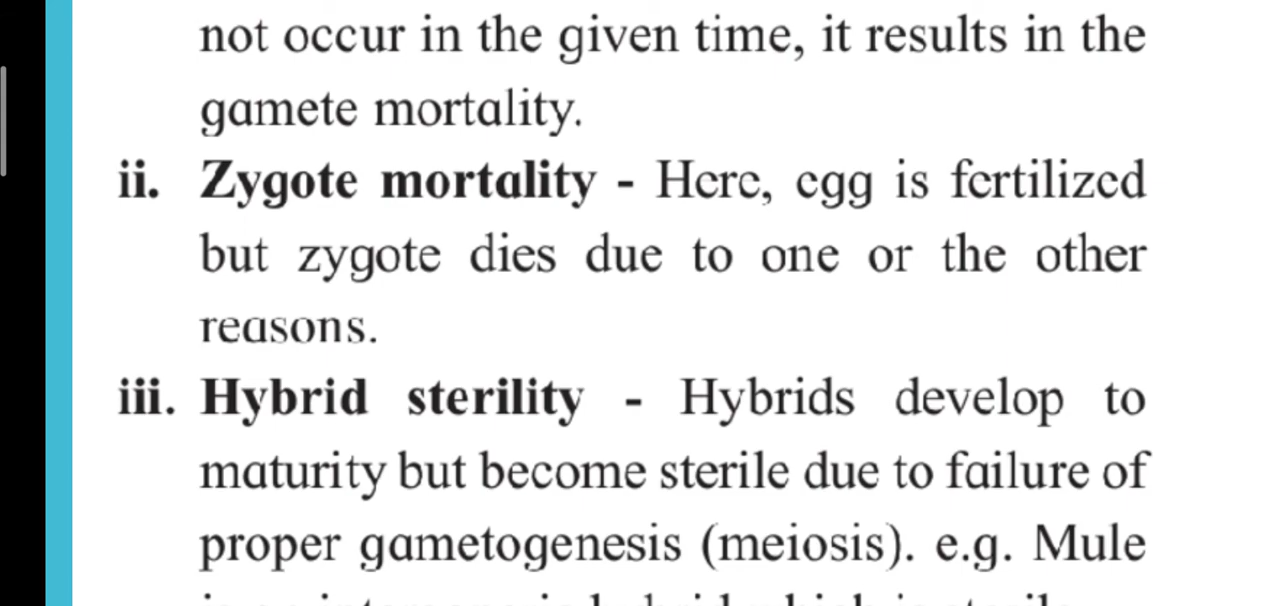 not occur in the given time, it results in the
gamete mortality.
ii. Zygote mortality - Here, egg is fertilized
but zygote dies due to one or the other
reasons.
iii. Hybrid sterility - Hybrids develop to
maturity but become sterile due to failure of
proper gametogenesis (meiosis). e.g. Mule